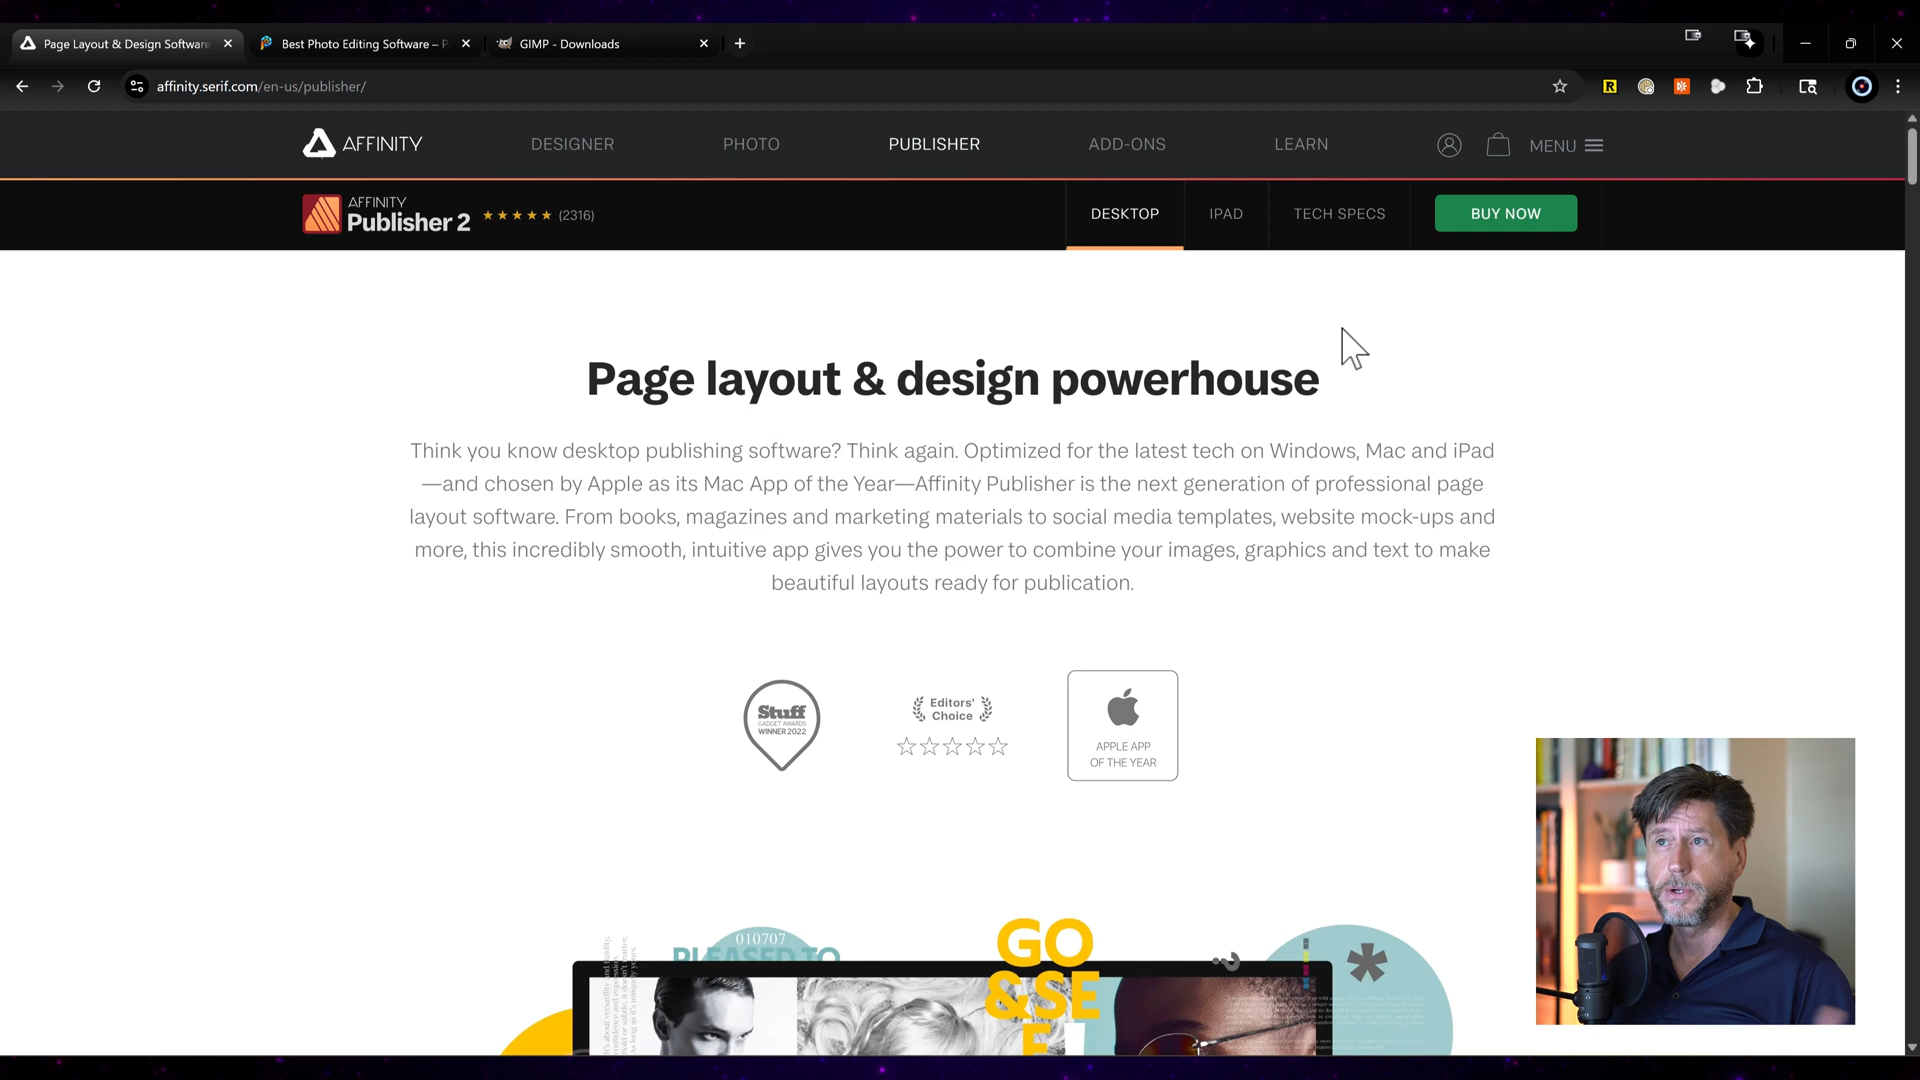 Page Layout & Design Software
Best Photo Editing Software – P
GIMP - Downloads
affinity.serif.com/en-us/publisher/
AFFINITY
DESIGNER
PHOTO
PUBLISHER
ADD-ONS
LEARN
MENU
AFFINITY
Publisher 2
(2316)
DESKTOP
IPAD
TECH SPECS
BUY NOW
Page layout & design powerhouse
Think you know desktop publishing software? Think again. Optimized for the latest tech on Windows, Mac and iPad
—and chosen by Apple as its Mac App of the Year—Affinity Publisher is the next generation of professional page
layout software. From books, magazines and marketing materials to social media templates, website mock-ups and
more, this incredibly smooth, intuitive app gives you the power to combine your images, graphics and text to make
beautiful layouts ready for publication.
Stuff
GADGET AWARDS
WINNER 2022
Editors'
Choice
APPLE APP
OF THE YEAR
010707
PLEASED TO
GO
&SE
E